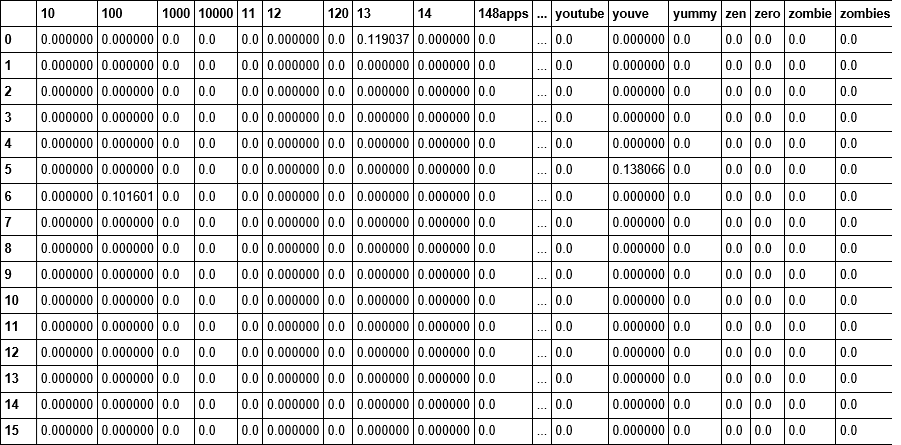 10 100 1000 10000 11 12 120 13 14 148apps ... youtube youve yummy zen zero zombie zombies
0 0.000000 0.000000 0.0 0.0 0.0 0.000000 0.0 0.119037 0.000000 0.0 ... 0.0 0.000000 0.0 0.0 0.0 0.0 0.0
1 0.000000 0.000000 0.0 0.0 0.0 0.000000 0.0 0.000000 0.000000 0.0 ... 0.0 0.000000 0.0 0.0 0.0 0.0 0.0
2 0.000000 0.000000 0.0 0.0 0.0 0.000000 0.0 0.000000 0.000000 0.0 ... 0.0 0.000000 0.0 0.0 0.0 0.0 0.0
3 0.000000 0.000000 0.0 0.0 0.0 0.000000 0.0 0.000000 0.000000 0.0 ... 0.0 0.000000 0.0 0.0 0.0 0.0 0.0
4 0.000000 0.000000 0.0 0.0 0.0 0.000000 0.0 0.000000 0.000000 0.0 ... 0.0 0.000000 0.0 0.0 0.0 0.0 0.0
5 0.000000 0.000000 0.0 0.0 0.0 0.000000 0.0 0.000000 0.000000 0.0 ... 0.0 0.138066 0.0 0.0 0.0 0.0 0.0
6 0.000000 0.101601 0.0 0.0 0.0 0.000000 0.0 0.000000 0.000000 0.0 ... 0.0 0.000000 0.0 0.0 0.0 0.0 0.0
7 0.000000 0.000000 0.0 0.0 0.0 0.000000 0.0 0.000000 0.000000 0.0 ... 0.0 0.000000 0.0 0.0 0.0 0.0 0.0
8 0.000000 0.000000 0.0 0.0 0.0 0.000000 0.0 0.000000 0.000000 0.0 ... 0.0 0.000000 0.0 0.0 0.0 0.0 0.0
9 0.000000 0.000000 0.0 0.0 0.0 0.000000 0.0 0.000000 0.000000 0.0 ... 0.0 0.000000 0.0 0.0 0.0 0.0 0.0
10 0.000000 0.000000 0.0 0.0 0.0 0.000000 0.0 0.000000 0.000000 0.0 ... 0.0 0.000000 0.0 0.0 0.0 0.0 0.0
11 0.000000 0.000000 0.0 0.0 0.0 0.000000 0.0 0.000000 0.000000 0.0 ... 0.0 0.000000 0.0 0.0 0.0 0.0 0.0
12 0.000000 0.000000 0.0 0.0 0.0 0.000000 0.0 0.000000 0.000000 0.0 ... 0.0 0.000000 0.0 0.0 0.0 0.0 0.0
13 0.000000 0.000000 0.0 0.0 0.0 0.000000 0.0 0.000000 0.000000 0.0 ... 0.0 0.000000 0.0 0.0 0.0 0.0 0.0
14 0.000000 0.000000 0.0 0.0 0.0 0.000000 0.0 0.000000 0.000000 0.0 ... 0.0 0.000000 0.0 0.0 0.0 0.0 0.0
15 0.000000 0.000000 0.0 0.0 0.0 0.000000 0.0 0.000000 0.000000 0.0 ... 0.0 0.000000 0.0 0.0 0.0 0.0 0.0